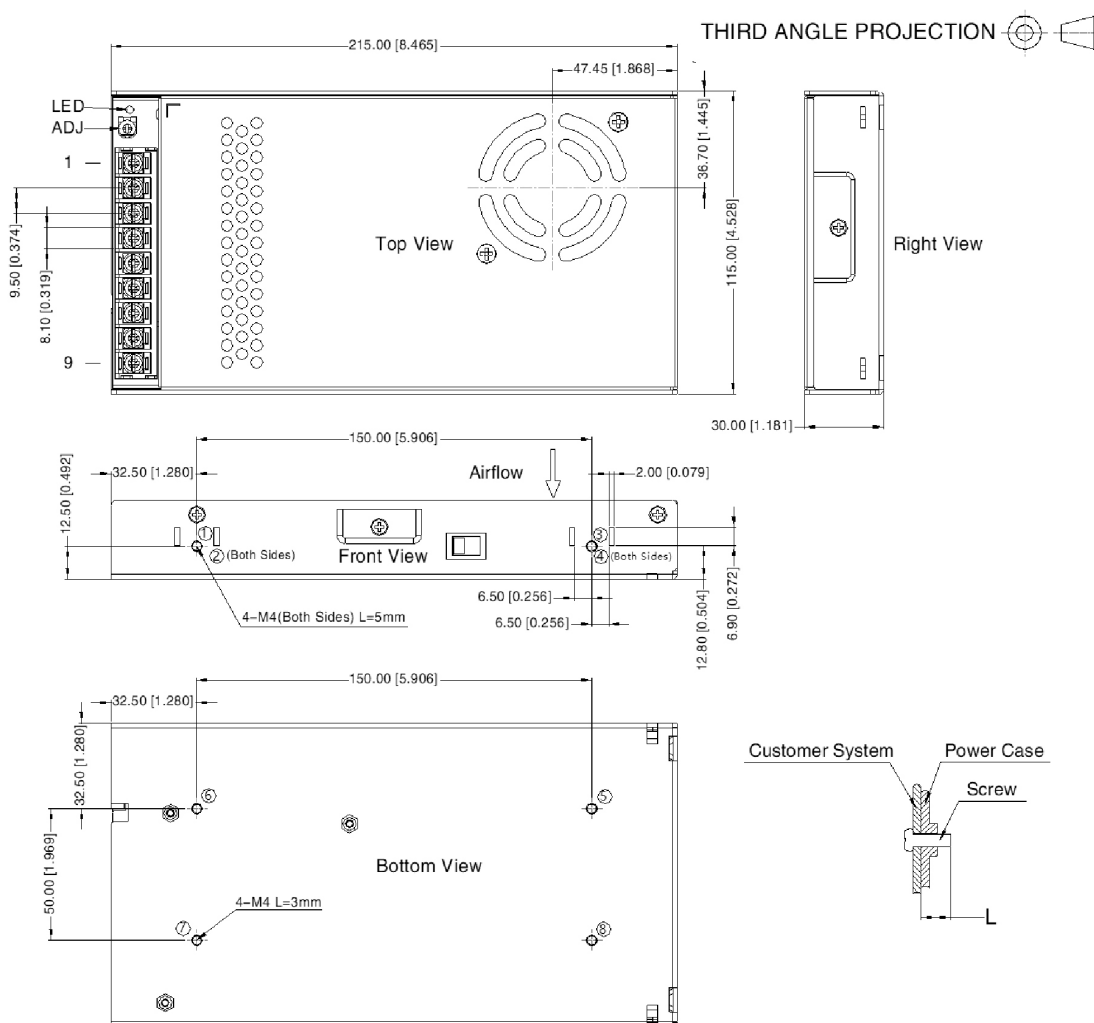 THIRD ANGLE PROJECTION
215.00 [8.465]
47.45 [1.868]
LED
ADJ
1
9
9.50 [0.374]
8.10 [0.319]
Top View
36.70 [1.445]
115.00 [4.528]
Right View
30.00 [1.181]
150.00 [5.906]
32.50 [1.280]
Airflow
2.00 [0.079]
12.50 [0.492]
①
② (Both Sides)
Front View
③
④ (Both Sides)
6.50 [0.256]
6.50 [0.256]
4-M4(Both Sides) L=5mm
12.80 [0.504]
6.90 [0.272]
150.00 [5.906]
32.50 [1.280]
32.50 [1.280]
50.00 [1.969]
⑥
⑤
Bottom View
4-M4 L=3mm
⑦
⑧
Customer System
Power Case
Screw
L